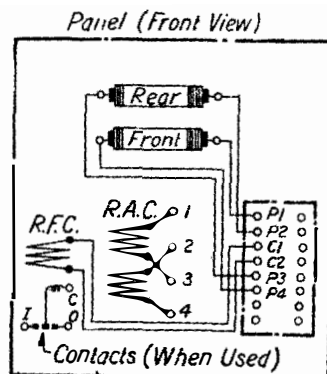 Panel (Front View)
Rear
Front
R.F.C.
R.A.C.
1
2
3
4
P1
P2
C1
C2
P3
P4
I
C
O
Contacts (When Used)